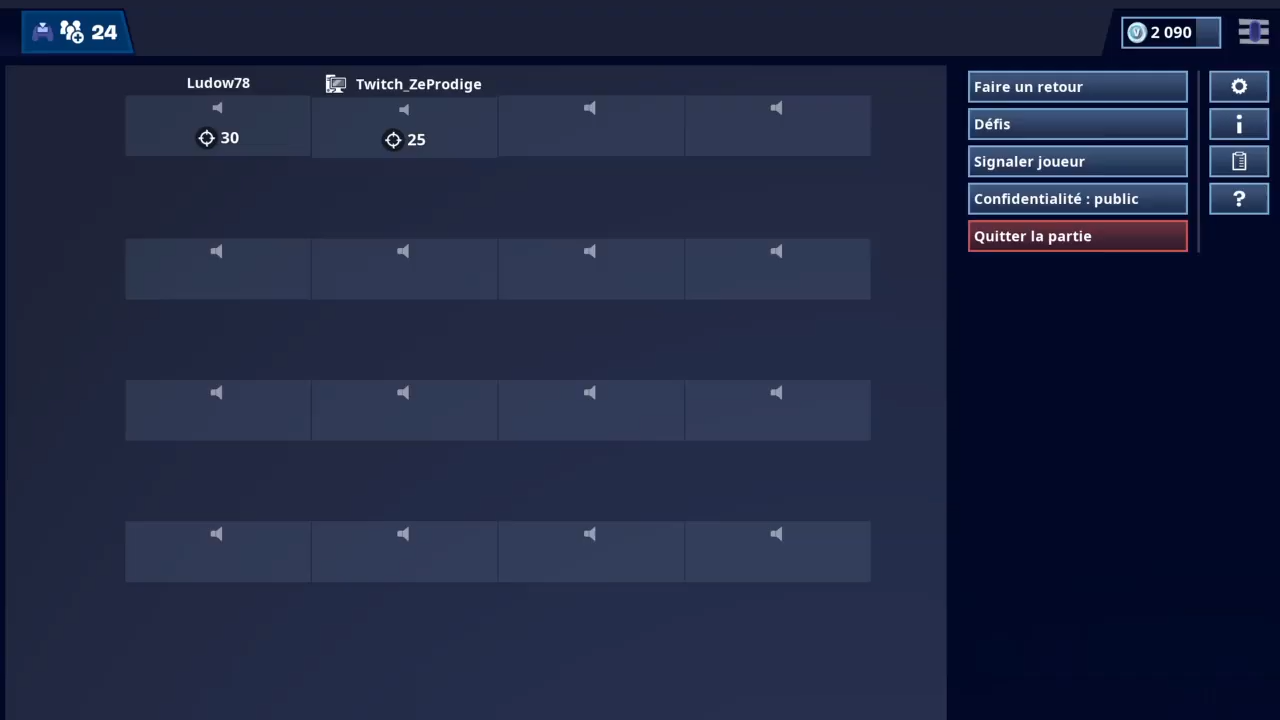 24
2 090
Ludow78
Twitch_ZeProdige
30
25
Faire un retour
Défis
i
Signaler joueur
Confidentialité : public
?
Quitter la partie